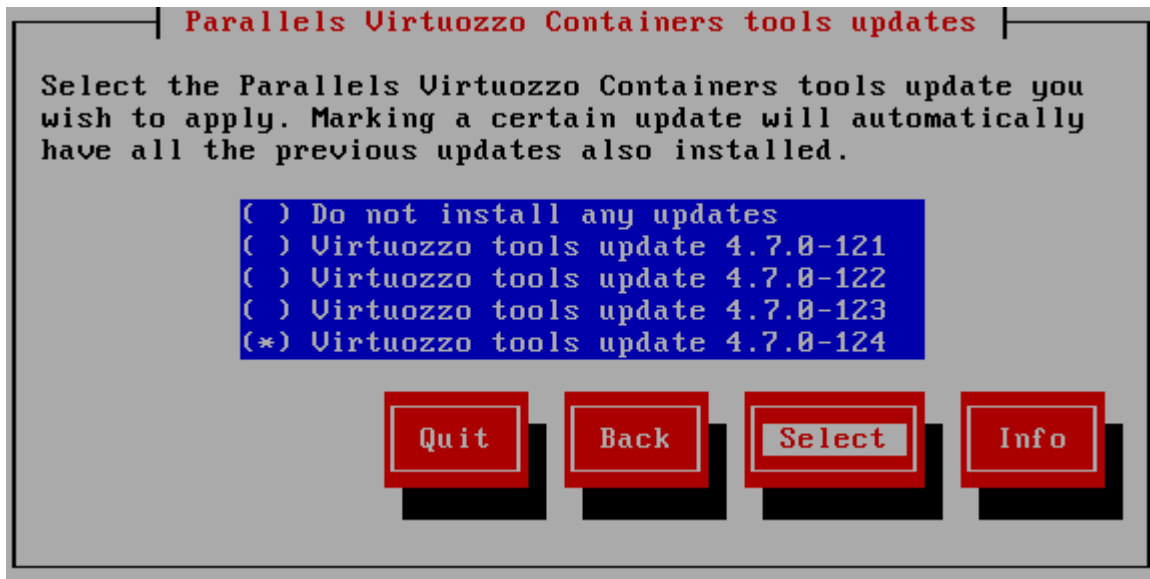 Parallels Virtuozzo Containers tools updates
Select the Parallels Virtuozzo Containers tools update you
wish to apply. Marking a certain update will automatically
have all the previous updates also installed.
( ) Do not install any updates
( ) Virtuozzo tools update 4.7.0-121
( ) Virtuozzo tools update 4.7.0-122
( ) Virtuozzo tools update 4.7.0-123
(*) Virtuozzo tools update 4.7.0-124
Quit Back Select Info